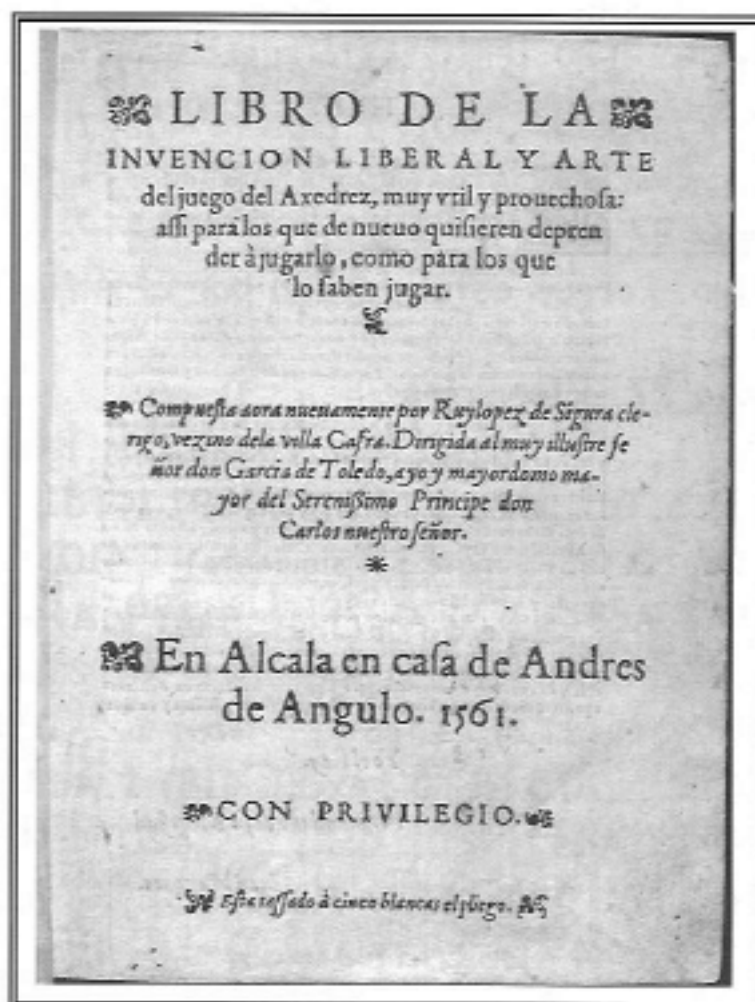 LIBRO DE LA
INVENCION LIBERAL Y ARTE
del juego del Axedrez, muy vtil y prouechoſa:
aſsi para los que de nueuo quiſieren depren
der à jugarlo, como para los que
lo ſaben jugar.
Compueſta aora nueuamente por Ruylopez de Sigura cle-
rigo, vezino dela villa Cafra. Dirigida al muy illuſtre ſe
ñor don Garcia de Toledo, ayo y mayordomo ma-
yor del Sereniſsimo Principe don
Carlos nueſtro ſeñor.
En Alcala en caſa de Andres
de Angulo. 1561.
CON PRIVILEGIO.
Eſta taſſado à cinco blancas el pliego.